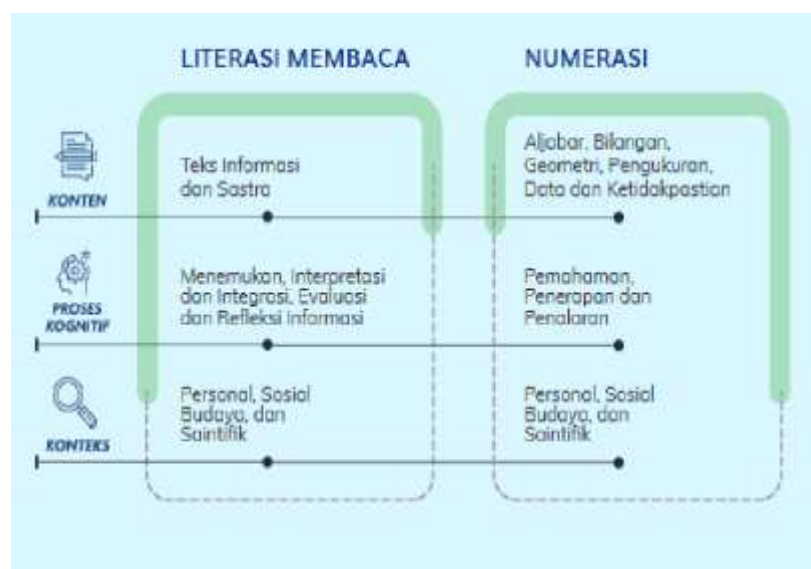 LITERASI MEMBACA
NUMERASI
KONTEN
Teks Informasi
dan Sastra
Aljabar, Bilangan,
Geometri, Pengukuran,
Data dan Ketidakpastian
PROSES
KOGNITIF
Menemukan, Interpretasi
dan Integrasi, Evaluasi
dan Refleksi Informasi
Pemahaman,
Penerapan dan
Penalaran
KONTEKS
Personal, Sosial
Budaya, dan
Saintifik
Personal, Sosial
Budaya, dan
Saintifik